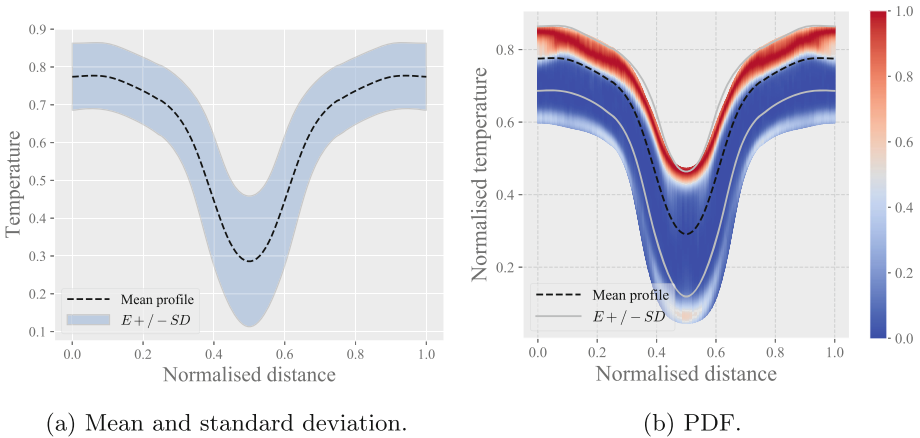 0.9
0.8
0.7
0.6
0.5
0.4
0.3
0.2
0.1
Temperature
Mean profile
E + / − SD
0.0 0.2 0.4 0.6 0.8 1.0
Normalised distance
(a) Mean and standard deviation.
0.8
0.6
0.4
0.2
Normalised temperature
Mean profile
E + / − SD
0.0 0.2 0.4 0.6 0.8 1.0
Normalised distance
1.0
0.8
0.6
0.4
0.2
0.0
(b) PDF.